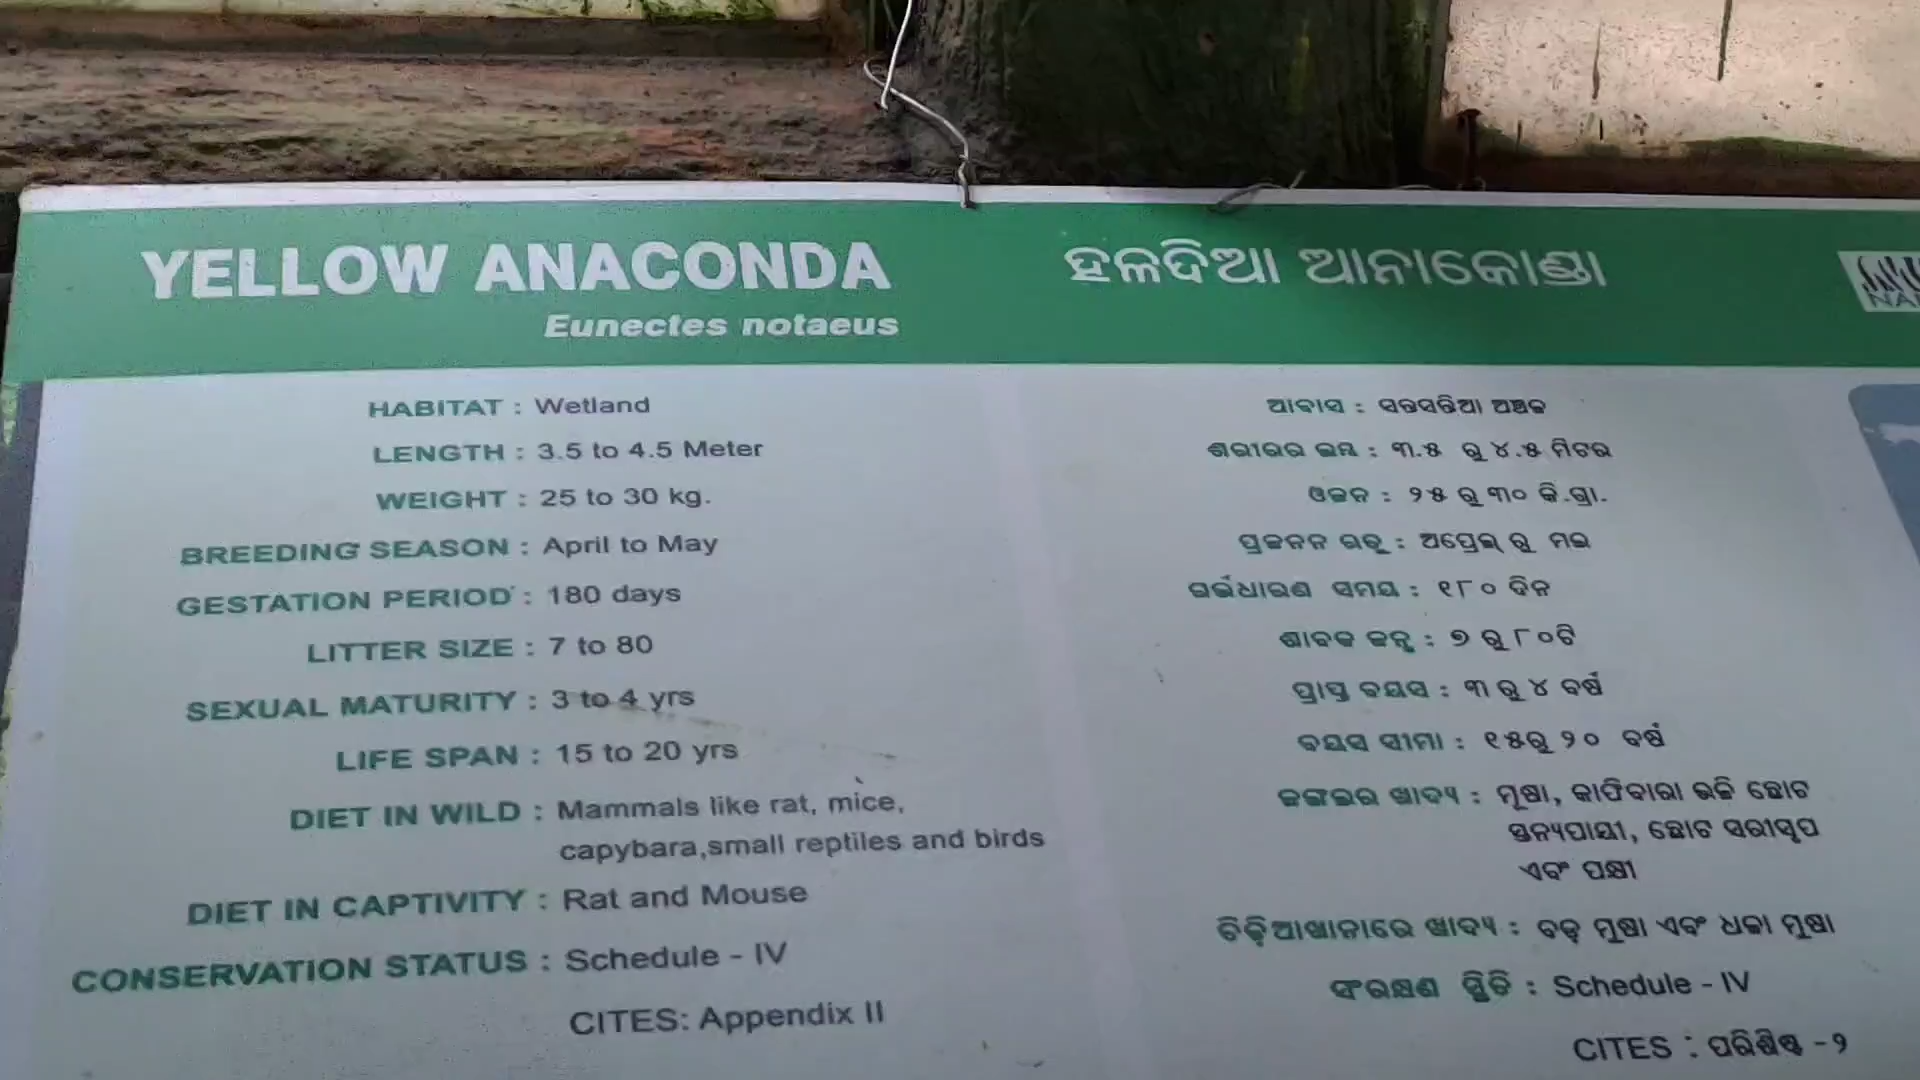 YELLOW ANACONDA
Eunectes notaeus
HABITAT : Wetland
LENGTH : 3.5 to 4.5 Meter
WEIGHT : 25 to 30 kg.
BREEDING SEASON : April to May
GESTATION PERIOD : 180 days
LITTER SIZE : 7 to 80
SEXUAL MATURITY : 3 to 4 yrs
LIFE SPAN : 15 to 20 yrs
DIET IN WILD : Mammals like rat, mice,
capybara,small reptiles and birds
DIET IN CAPTIVITY : Rat and Mouse
CONSERVATION STATUS : Schedule - IV
CITES: Appendix II
ହଳଦିଆ ଆନାକୋଣ୍ଡା
ଆବାସ : ସନ୍ତସନ୍ତିଆ ଅଞ୍ଚଳ
ଶରୀରର ଲମ୍ବ : ୩.୫ ରୁ ୪.୫ ମିଟର
ଓଜନ : ୨୫ ରୁ ୩୦ କି.ଗ୍ରା.
ପ୍ରଜନନ ଋତୁ : ଅପ୍ରେଲ୍ ରୁ ମଇ
ଗର୍ଭଧାରଣ ସମୟ : ୧୮୦ ଦିନ
ଶାବକ ଜନ୍ମ : ୭ ରୁ ୮୦ଟି
ପ୍ରାପ୍ତ ବୟସ : ୩ ରୁ ୪ ବର୍ଷ
ବୟସ ସୀମା : ୧୫ରୁ ୨୦ ବର୍ଷ
ଜଙ୍ଗଲର ଖାଦ୍ୟ : ମୂଷା, କାପିବାରା ଭଳି ଛୋଟ
ସ୍ତନ୍ୟପାୟୀ, ଛୋଟ ସରୀସୃପ
ଏବଂ ପକ୍ଷୀ
ଚିଡ଼ିଆଖାନାରେ ଖାଦ୍ୟ : ବଡ଼ ମୁଷା ଏବଂ ଧଳା ମୁଷା
ସଂରକ୍ଷଣ ସ୍ଥିତି : Schedule - IV
CITES : ପରିଶିଷ୍ଟ - ୨